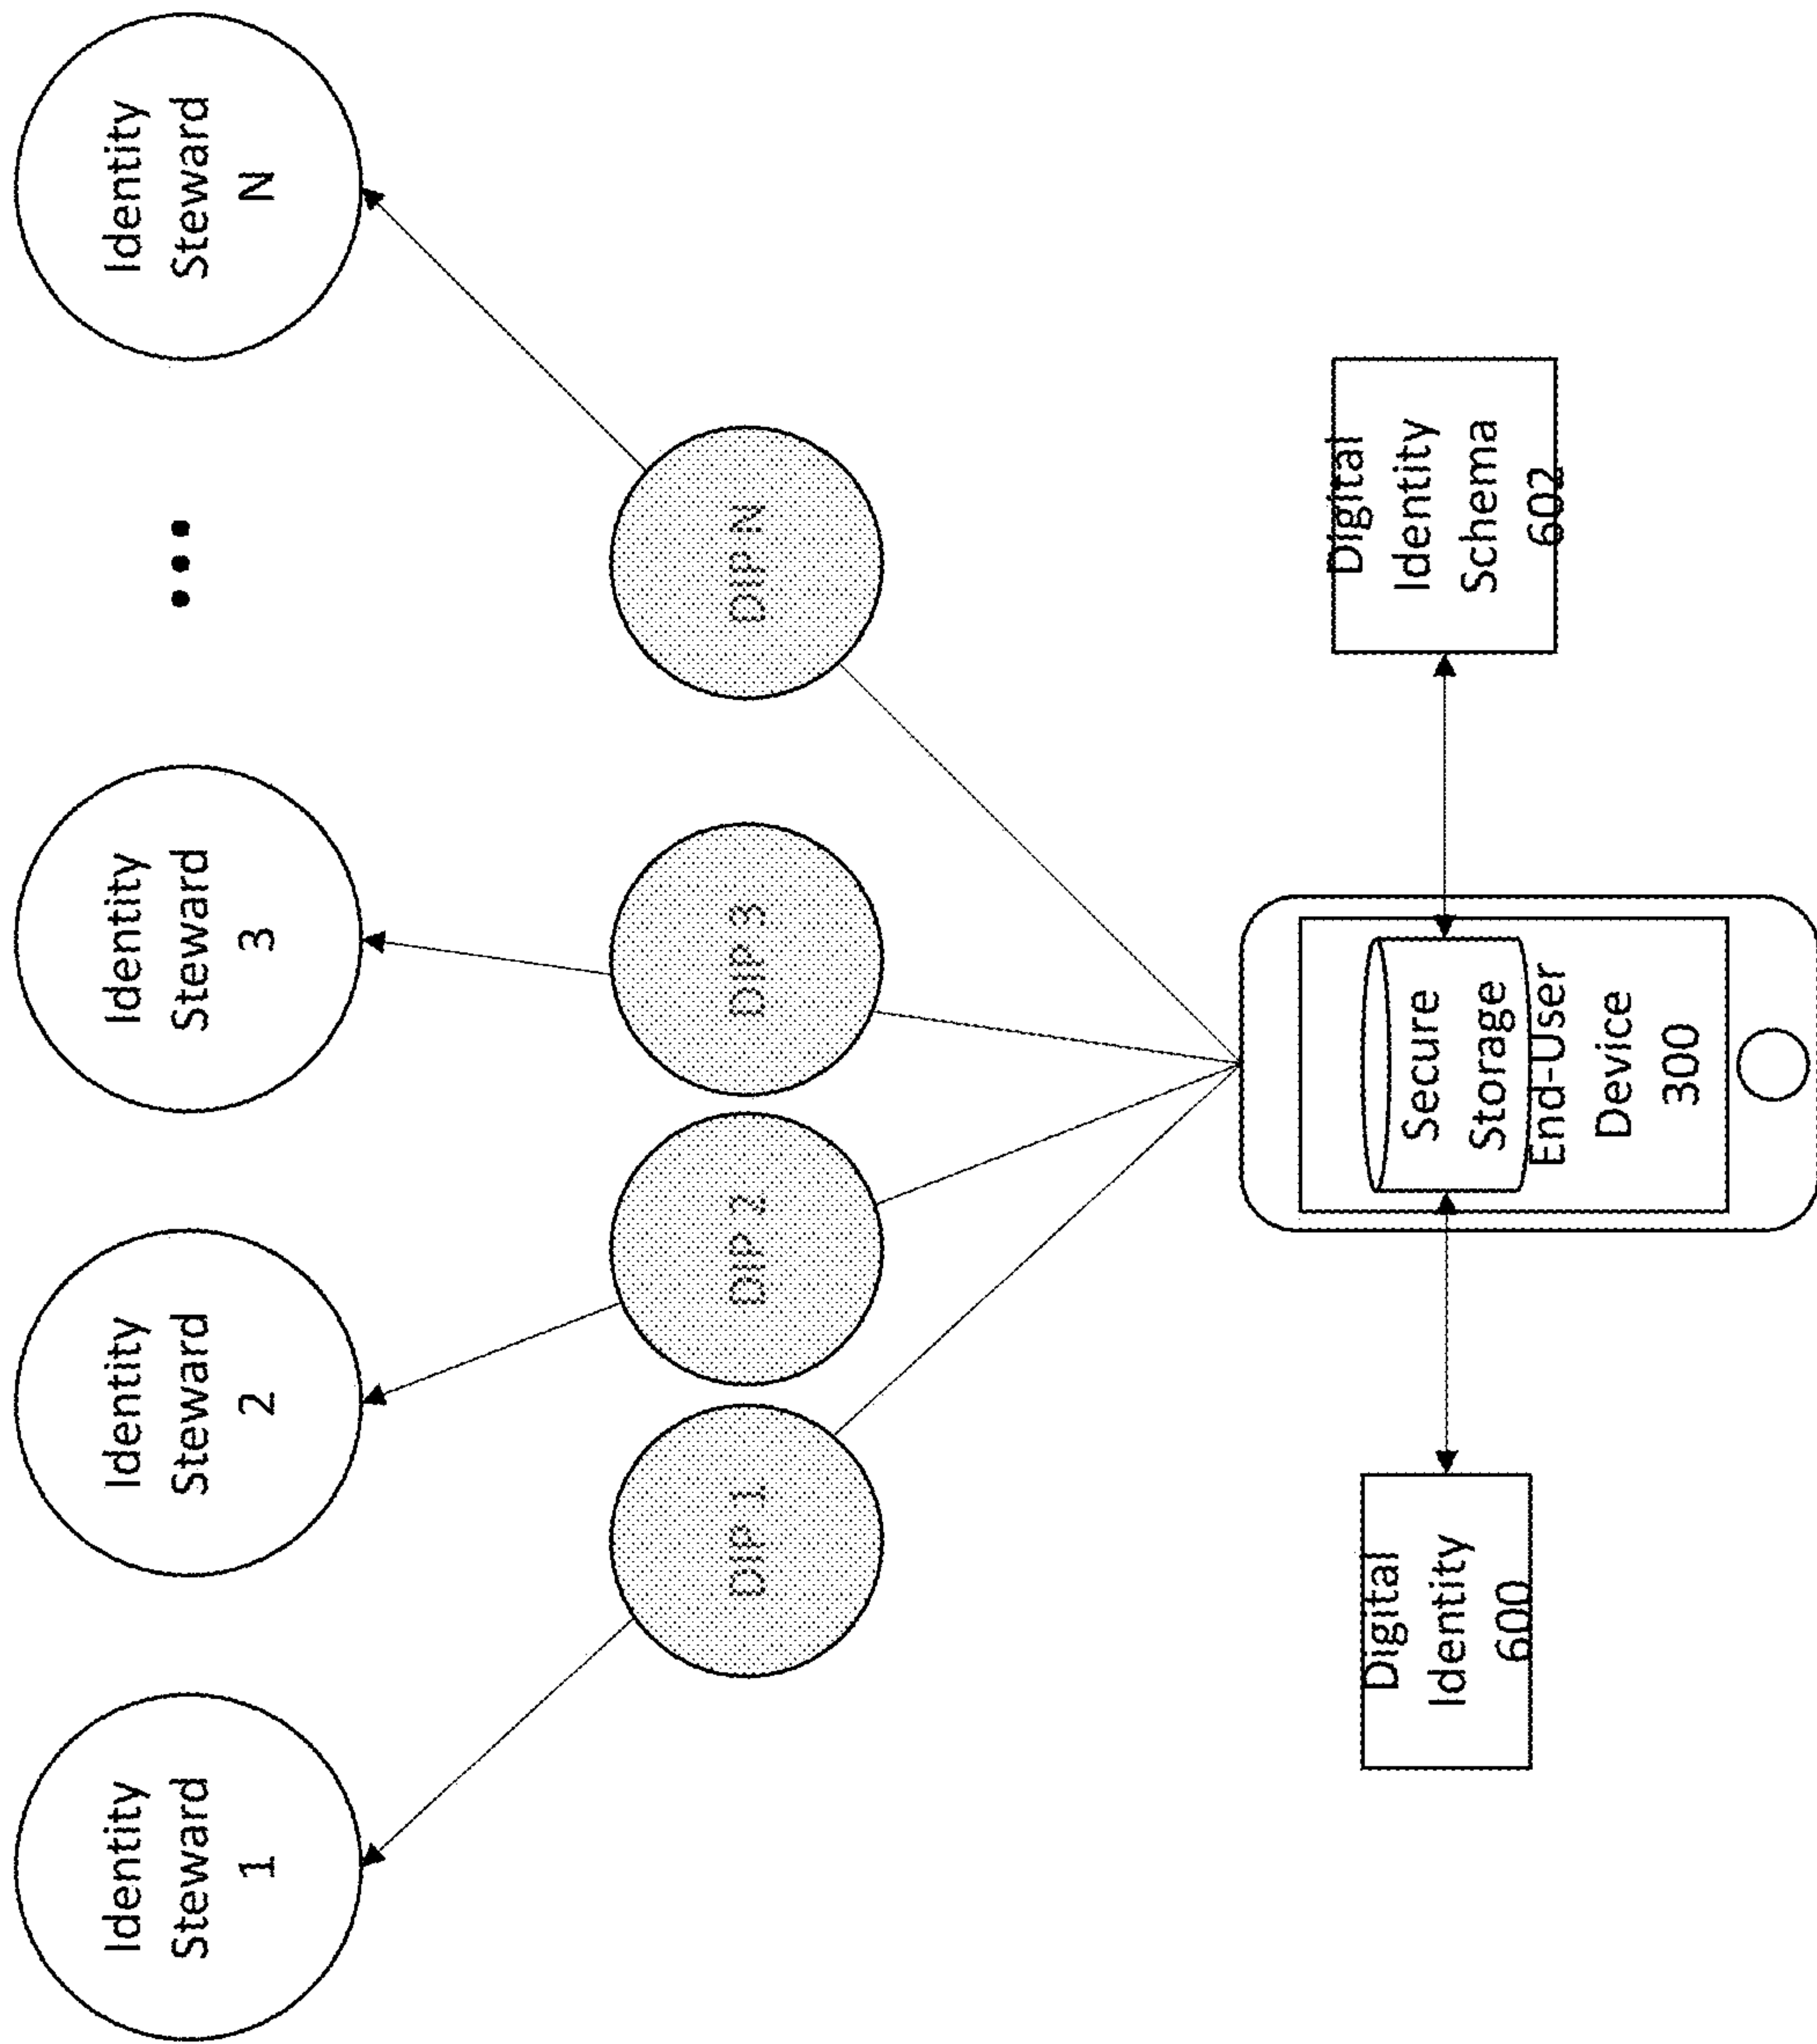 Identity
Steward
1
Identity
Steward
2
Identity
Steward
3
...
Identity
Steward
N
DIP 1
DIP 2
DIP 3
DIP N
Digital
Identity
600
Secure
Storage
End-User
Device
300
Digital
Identity
Schema
602